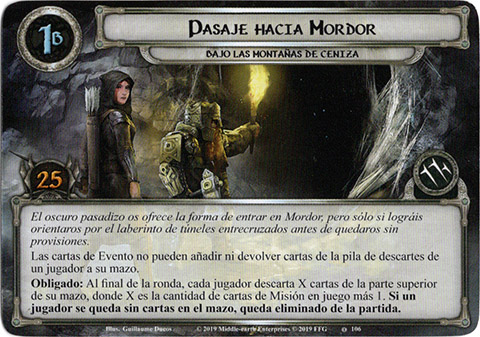 1B
PASAJE HACIA MORDOR
BAJO LAS MONTAÑAS DE CENIZA
25
El oscuro pasadizo os ofrece la forma de entrar en Mordor, pero sólo si lográis
orientaros por el laberinto de túneles entrecruzados antes de quedaros sin
provisiones.
Las cartas de Evento no pueden añadir ni devolver cartas de la pila de descartes
de un jugador a su mazo.
Obligado: Al final de la ronda, cada jugador descarta X cartas de la parte superior
de su mazo, donde X es la cantidad de cartas de Misión en juego más 1. Si un
jugador se queda sin cartas en el mazo, queda eliminado de la partida.
Illus. Guillaume Ducos © 2019 Middle-earth Enterprises © 2019 FFG 106